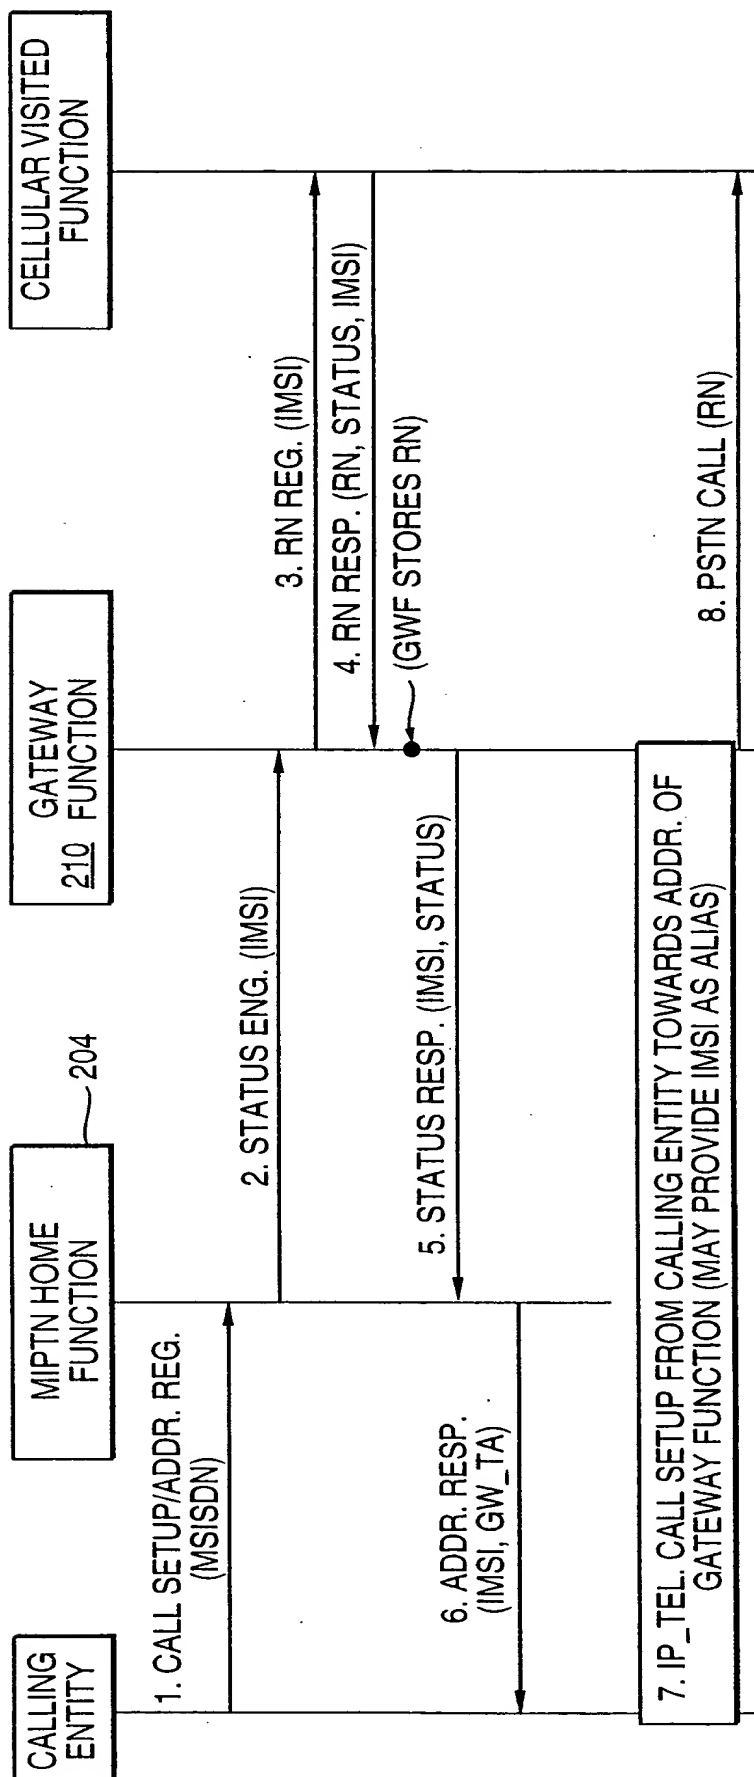 CALLING
ENTITY
MIPTN HOME
FUNCTION
204
GATEWAY
210 FUNCTION
CELLULAR VISITED
FUNCTION
1. CALL SETUP/ADDR. REG.
(MSISDN)
2. STATUS ENG. (IMSI)
3. RN REG. (IMSI)
4. RN RESP. (RN, STATUS, IMSI)
(GWF STORES RN)
5. STATUS RESP. (IMSI, STATUS)
6. ADDR. RESP.
(IMSI, GW_TA)
7. IP_TEL. CALL SETUP FROM CALLING ENTITY TOWARDS ADDR. OF
GATEWAY FUNCTION (MAY PROVIDE IMSI AS ALIAS)
8. PSTN CALL (RN)